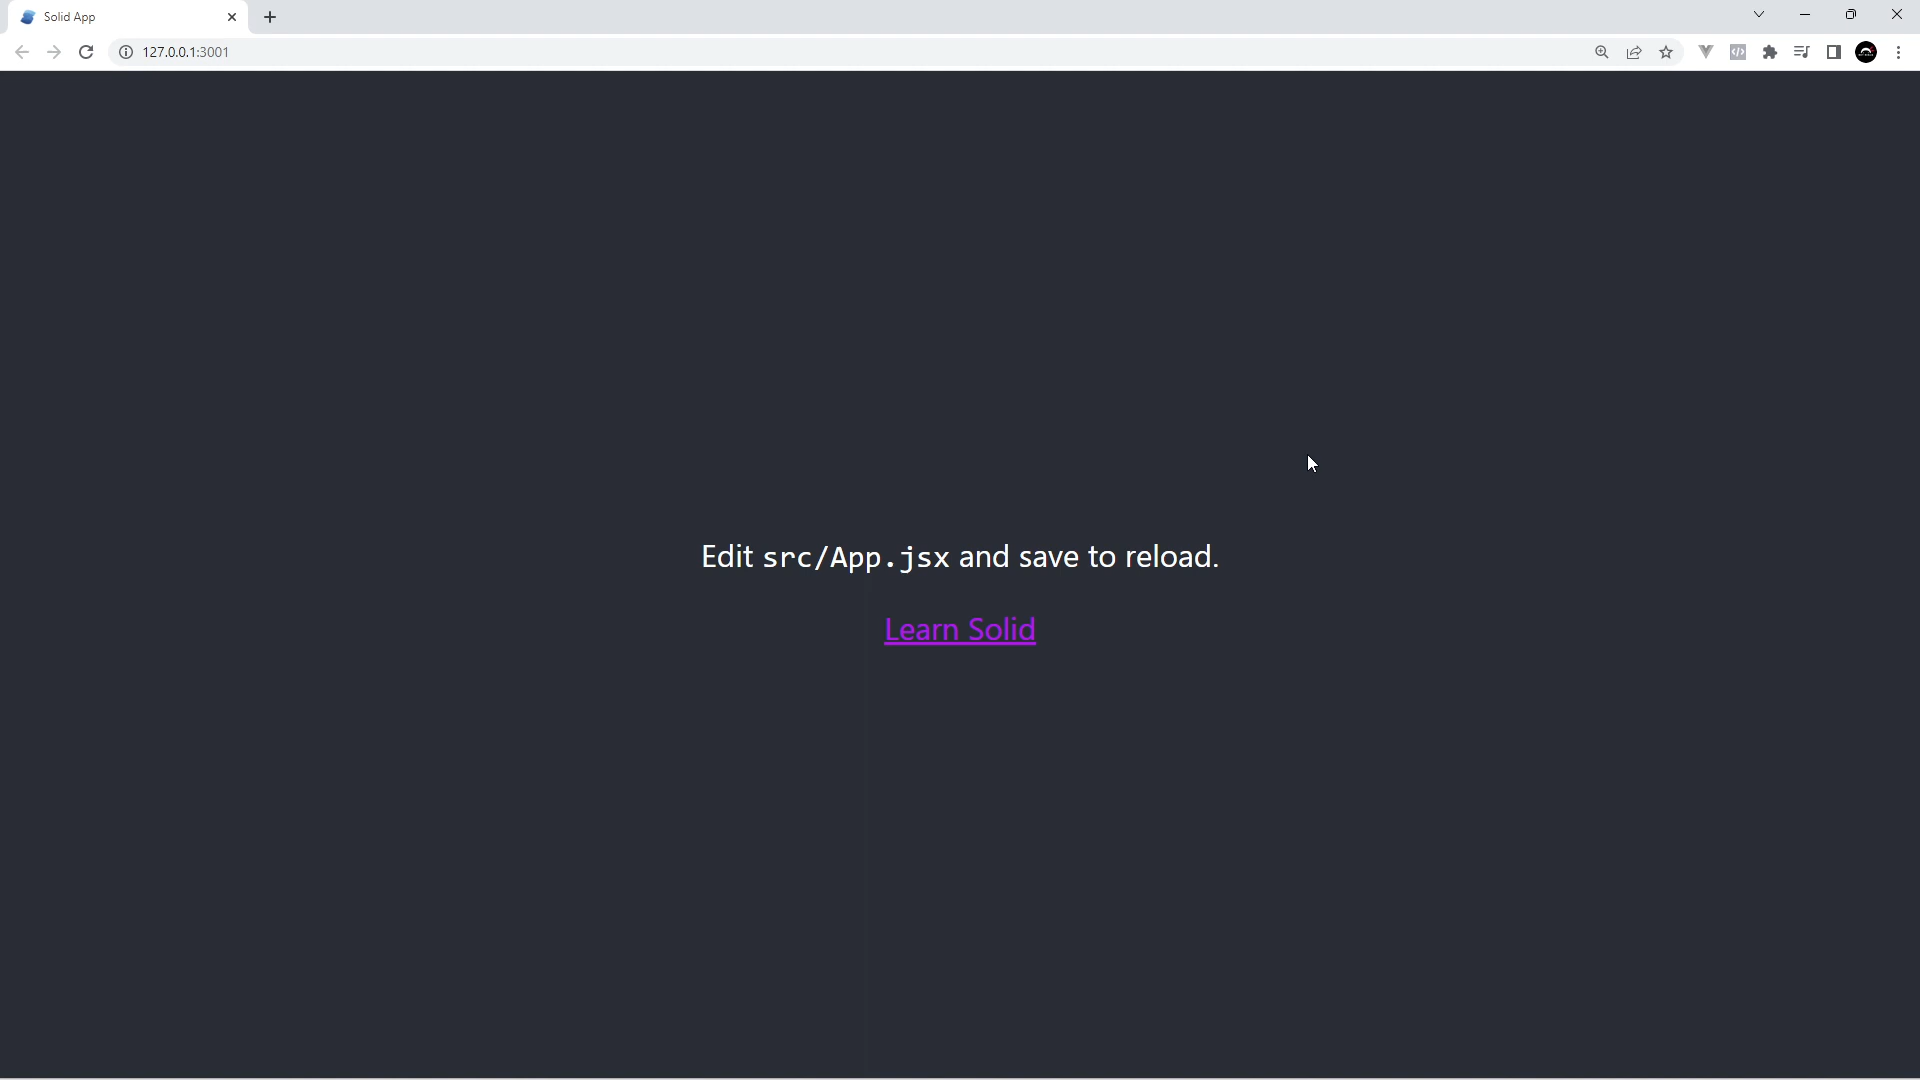 Solid App
127.0.0.1:3001
Edit src/App.jsx and save to reload.
Learn Solid